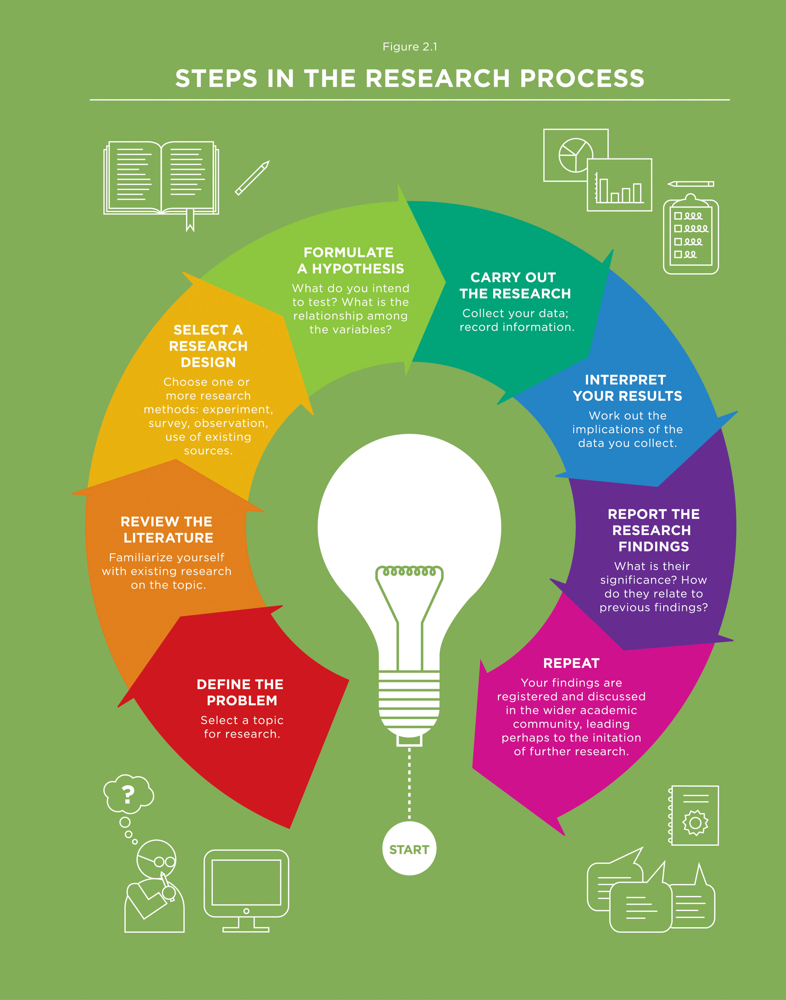 Figure 2.1
STEPS IN THE RESEARCH PROCESS
DEFINE THE
PROBLEM
Select a topic
for research.
REVIEW THE
LITERATURE
Familiarize yourself
with existing research
on the topic.
SELECT A
RESEARCH
DESIGN
Choose one or
more research
methods: experiment,
survey, observation,
use of existing
sources.
FORMULATE
A HYPOTHESIS
What do you intend
to test? What is the
relationship among
the variables?
CARRY OUT
THE RESEARCH
Collect your data;
record information.
INTERPRET
YOUR RESULTS
Work out the
implications of the
data you collect.
REPORT THE
RESEARCH
FINDINGS
What is their
significance? How
do they relate to
previous findings?
REPEAT
Your findings are
registered and discussed
in the wider academic
community, leading
perhaps to the initation
of further research.
?
START